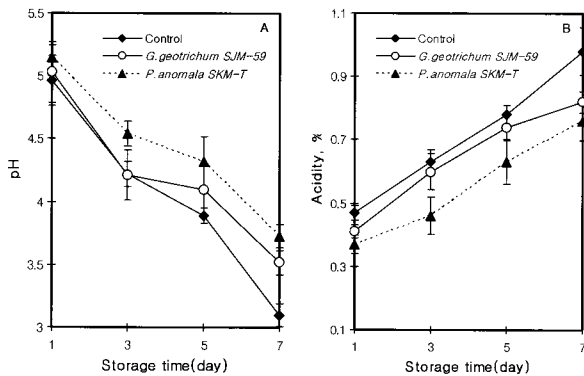 A
Control
G.geotrichum SJM-59
P.anomala SKM-T
5.5
5
4.5
4
3.5
3
pH
1
3
5
7
Storage time(day)
B
Control
G.geotrichum SJM-59
P.anomala SKM-T
1.1
0.9
0.7
0.5
0.3
0.1
Acidity, %
1
3
5
7
Storage time(day)